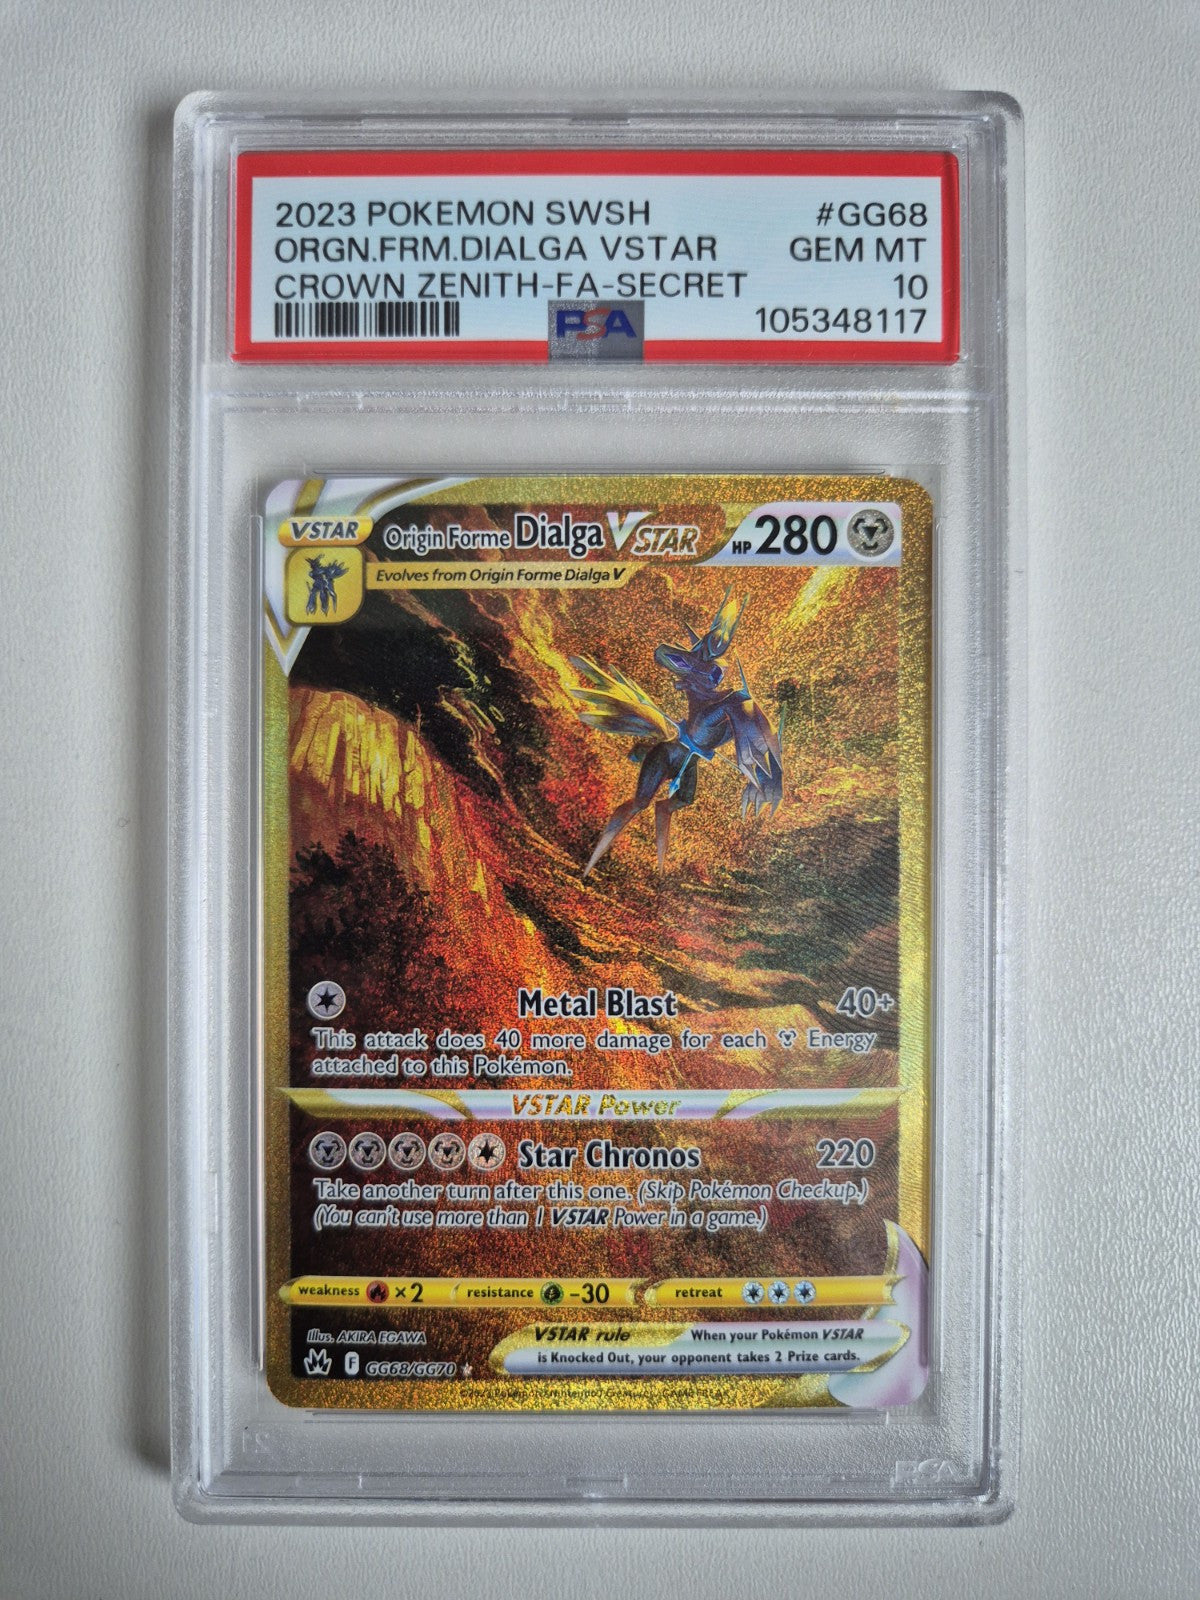 2023 POKEMON SWSH #GG68
ORGN.FRM.DIALGA VSTAR GEM MT
CROWN ZENITH-FA-SECRET 10
PSA 105348117
VSTAR Origin Forme Dialga VSTAR HP 280
Evolves from Origin Forme Dialga V
Metal Blast 40+
This attack does 40 more damage for each Energy
attached to this Pokémon.
VSTAR Power
Star Chronos 220
Take another turn after this one. (Skip Pokémon Checkup.)
(You can't use more than 1 VSTAR Power in a game.)
weakness ×2 resistance -30 retreat
Illus. AKIRA EGAWA
VSTAR rule When your Pokémon VSTAR
is Knocked Out, your opponent takes 2 Prize cards.
F GG68/GG70
PSA